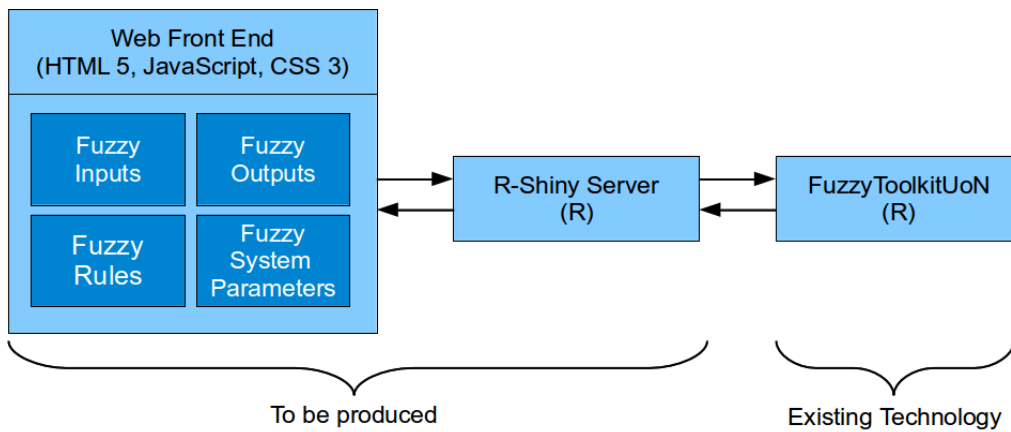 Web Front End
(HTML 5, JavaScript, CSS 3)
Fuzzy
Inputs
Fuzzy
Outputs
Fuzzy
Rules
Fuzzy
System
Parameters
R-Shiny Server
(R)
FuzzyToolkitUoN
(R)
To be produced
Existing Technology